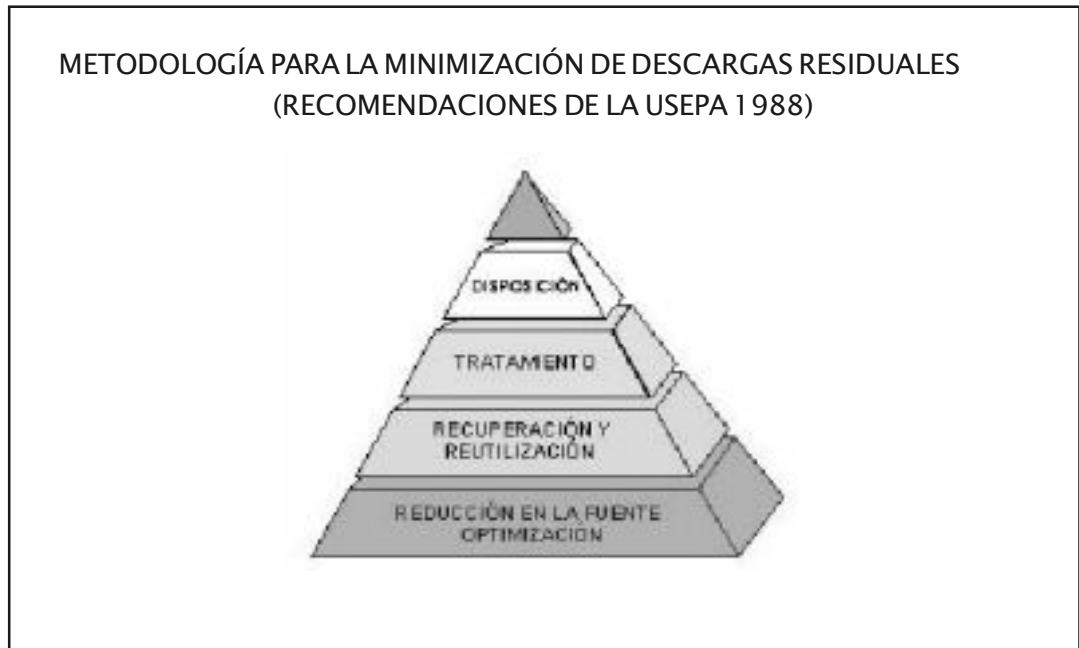 METODOLOGÍA PARA LA MINIMIZACIÓN DE DESCARGAS RESIDUALES
(RECOMENDACIONES DE LA USEPA 1988)
DISPOSICIÓN
TRATAMIENTO
RECUPERACIÓN Y
REUTILIZACIÓN
REDUCCIÓN EN LA FUENTE
OPTIMIZACIÓN